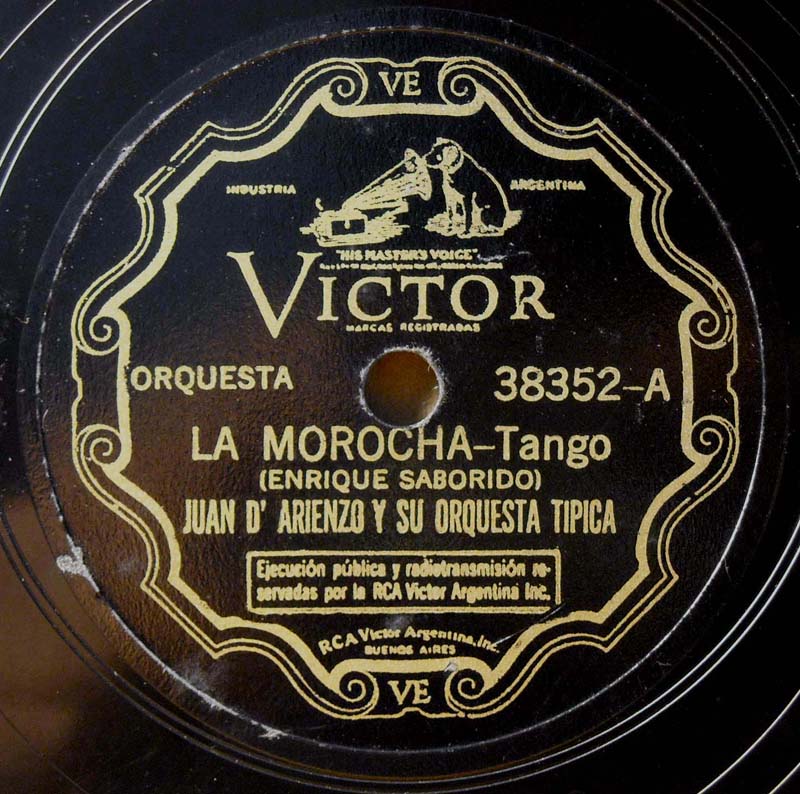 VE
INDUSTRIA ARGENTINA
"HIS MASTER'S VOICE"
VICTOR
MARCAS REGISTRADAS
ORQUESTA 38352-A
LA MOROCHA-Tango
(ENRIQUE SABORIDO)
JUAN D' ARIENZO Y SU ORQUESTA TIPICA
Ejecución pública y radiotransmisión re-
servadas por la RCA Victor Argentina Inc.
RCA Victor Argentina, Inc.
BUENOS AIRES
VE